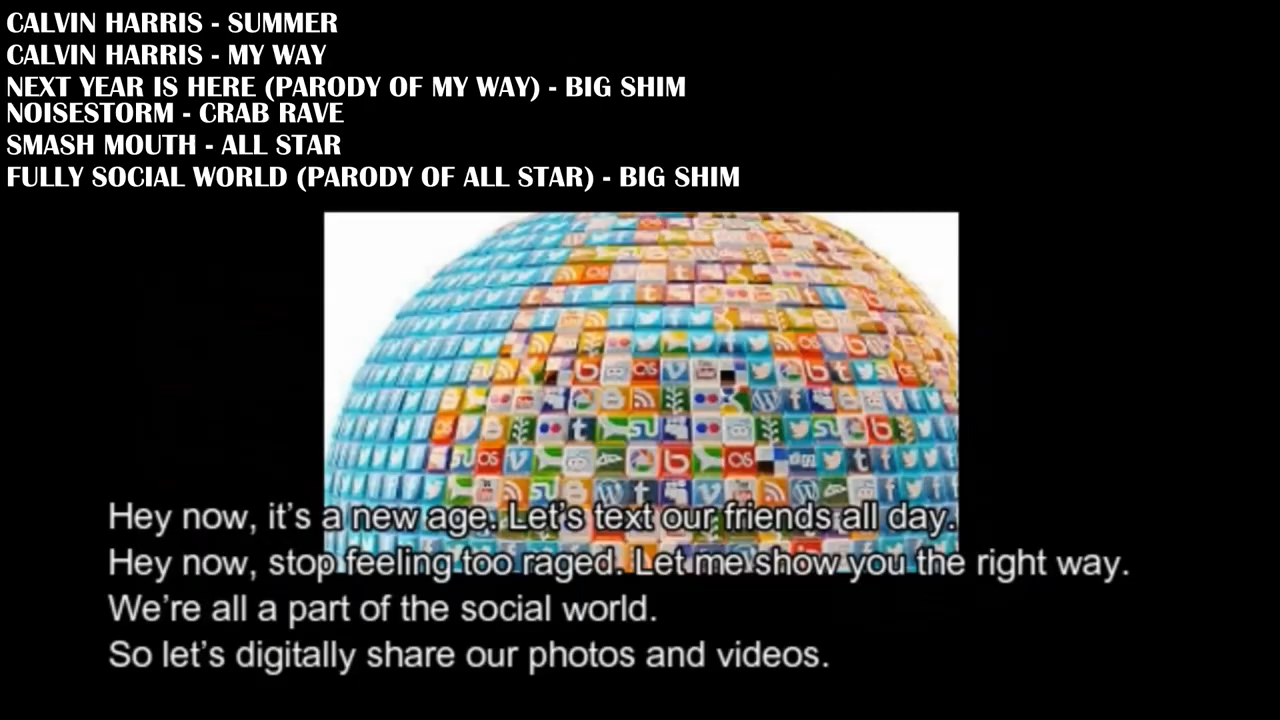 CALVIN HARRIS - SUMMER
CALVIN HARRIS - MY WAY
NEXT YEAR IS HERE (PARODY OF MY WAY) - BIG SHIM
NOISESTORM - CRAB RAVE
SMASH MOUTH - ALL STAR
FULLY SOCIAL WORLD (PARODY OF ALL STAR) - BIG SHIM
Hey now, it's a new age. Let's text our friends all day.
Hey now, stop feeling too raged. Let me show you the right way.
We're all a part of the social world.
So let's digitally share our photos and videos.